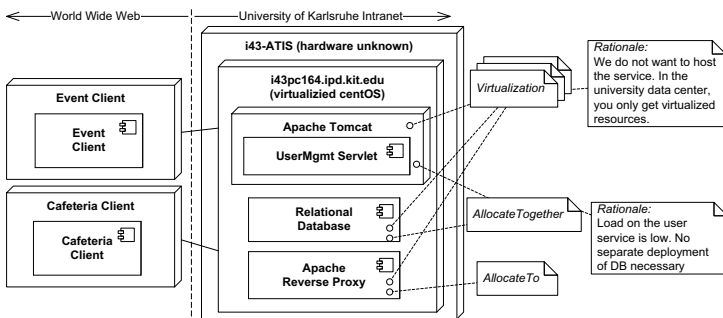 World Wide Web
University of Karlsruhe Intranet
i43-ATIS (hardware unknown)
i43pc164.ipd.kit.edu
(virtualizied centOS)
Event Client
Event
Client
Apache Tomcat
UserMgmt Servlet
Cafeteria Client
Cafeteria
Client
Relational
Database
Apache
Reverse Proxy
Virtualization
Rationale:
We do not want to host
the service. In the
university data center,
you only get virtualized
resources.
AllocateTogether
Rationale:
Load on the user
service is low. No
separate deployment
of DB necessary
AllocateTo